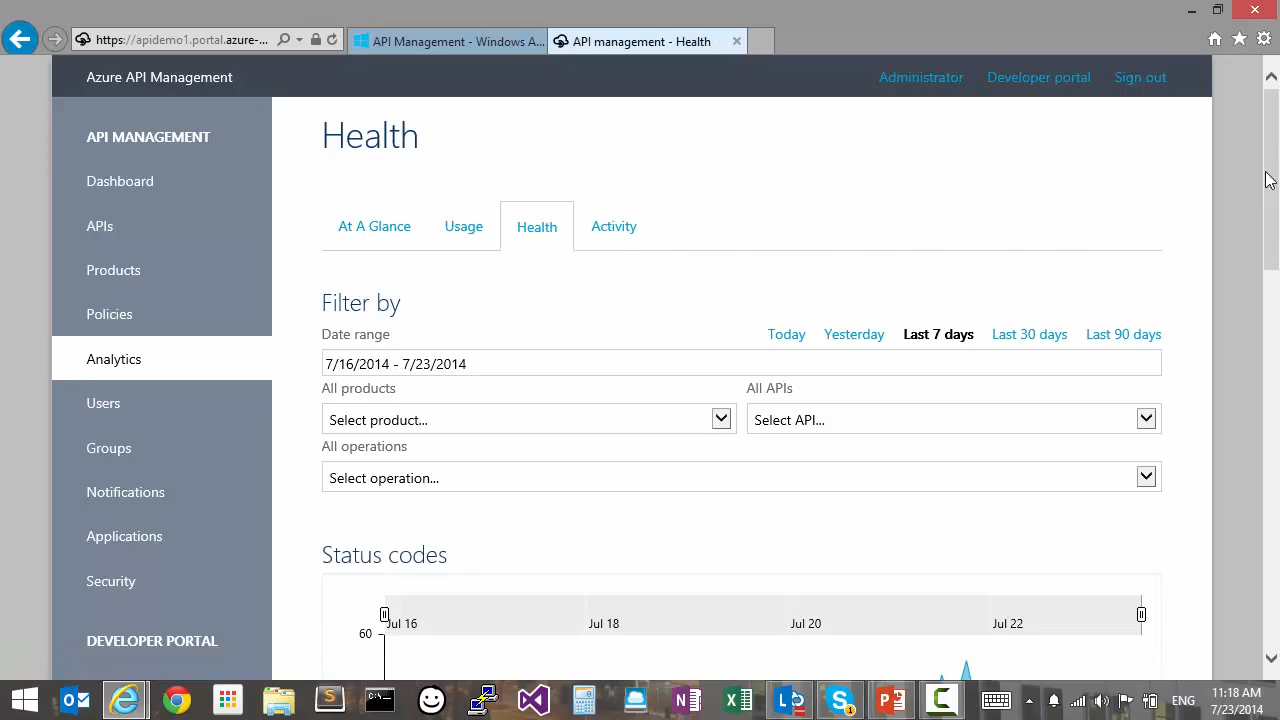 https://apidemo1.portal.azure-...
API Management - Windows A...
API management - Health
Azure API Management
Administrator
Developer portal
Sign out
API MANAGEMENT
Dashboard
APIs
Products
Policies
Analytics
Users
Groups
Notifications
Applications
Security
DEVELOPER PORTAL
Health
At A Glance
Usage
Health
Activity
Filter by
Date range
Today
Yesterday
Last 7 days
Last 30 days
Last 90 days
7/16/2014 - 7/23/2014
All products
All APIs
Select product...
Select API...
All operations
Select operation...
Status codes
Jul 16
Jul 18
Jul 20
Jul 22
60
ENG
11:18 AM
7/23/2014